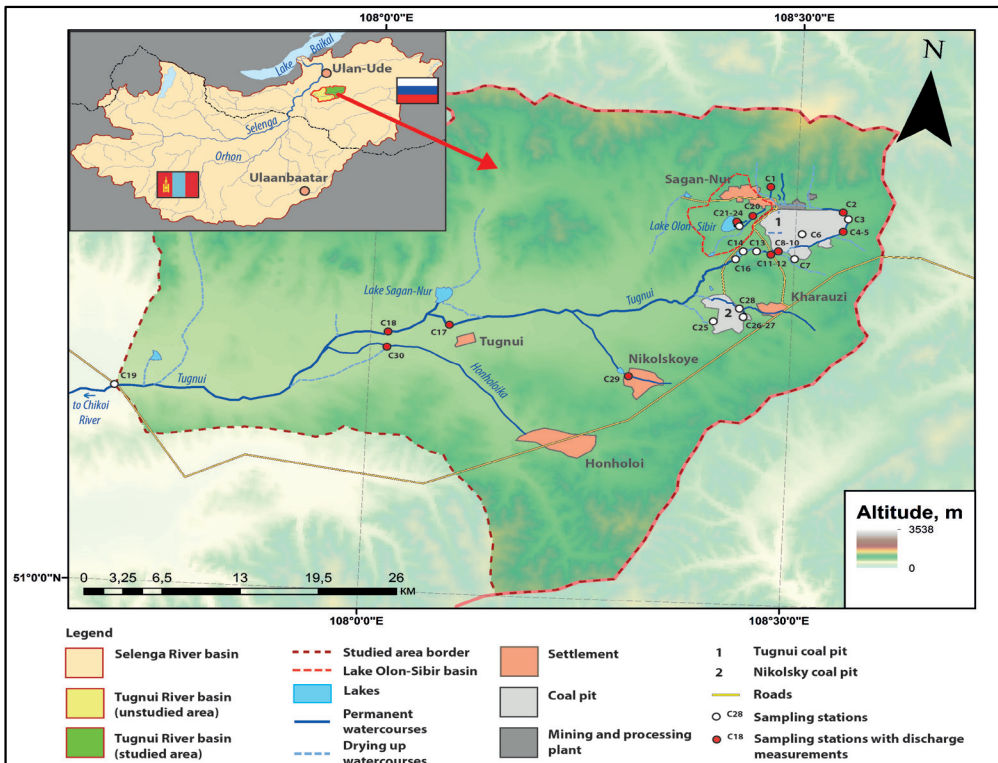 108°0'0"E
108°30'0"E
Lake Baikal
Ulan-Ude
Selenga
Orhon
Ulaanbaatar
N
Sagan-Nur
C1
C20
C2
C21-24
1
C3
Lake Olon-Sibir
C6
C4-5
C14
C13
C8-10
C16
C11-12
C7
Lake Sagan-Nur
Tugnui
Kharauzi
C28
2
C25
C26-27
C18
C17
Tugnui
C30
Nikolskoye
C29
C19
Tugnui
Honholoika
to Chikoi
River
Honholoi
Altitude, m
3538
0
51°0'0"N
0
3,25
6,5
13
19,5
26
KM
108°0'0"E
108°30'0"E
Legend
Selenga River basin
Tugnui River basin
(unstudied area)
Tugnui River basin
(studied area)
Studied area border
Lake Olon-Sibir basin
Lakes
Permanent
watercourses
Drying up
watercourses
Settlement
Coal pit
Mining and processing
plant
1 Tugnui coal pit
2 Nikolsky coal pit
Roads
C28 Sampling stations
C18 Sampling stations with discharge
measurements